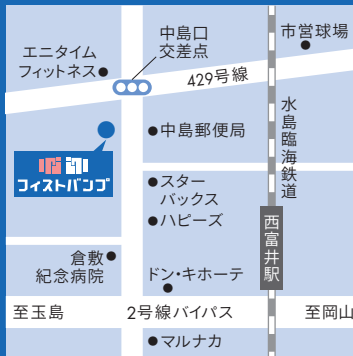 中島口
交差点
市営球場
エニタイム
フィットネス
429号線
中島郵便局
水島臨海鉄道
フィストバンプ
スター
バックス
ハピーズ
西富井駅
倉敷
紀念病院
ドン・キホーテ
至玉島
2号線バイパス
至岡山
マルナカ